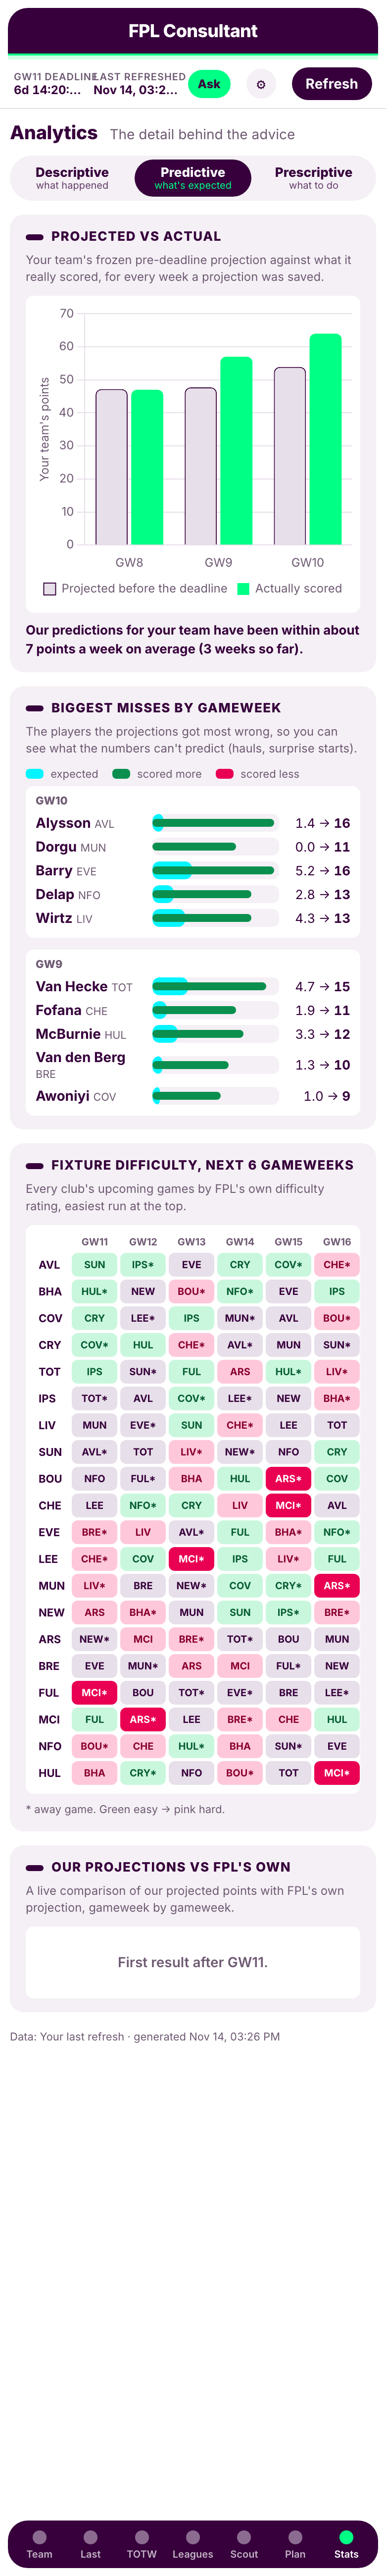 FPL Consultant
GW11 DEADLINE LAST REFRESHED
6d 14:20:... Nov 14, 03:2... Ask Refresh
Analytics The detail behind the advice
Descriptive Predictive Prescriptive
what happened what's expected what to do
PROJECTED VS ACTUAL
Your team's frozen pre-deadline projection against what it
really scored, for every week a projection was saved.
70
60
50
40
30
20
10
0
Your team's points
GW8 GW9 GW10
Projected before the deadline Actually scored
Our predictions for your team have been within about
7 points a week on average (3 weeks so far).
BIGGEST MISSES BY GAMEWEEK
The players the projections got most wrong, so you can
see what the numbers can't predict (hauls, surprise starts).
expected scored more scored less
GW10
Alysson AVL 1.4 → 16
Dorgu MUN 0.0 → 11
Barry EVE 5.2 → 16
Delap NFO 2.8 → 13
Wirtz LIV 4.3 → 13
GW9
Van Hecke TOT 4.7 → 15
Fofana CHE 1.9 → 11
McBurnie HUL 3.3 → 12
Van den Berg
BRE 1.3 → 10
Awoniyi COV 1.0 → 9
FIXTURE DIFFICULTY, NEXT 6 GAMEWEEKS
Every club's upcoming games by FPL's own difficulty
rating, easiest run at the top.
GW11 GW12 GW13 GW14 GW15 GW16
AVL SUN IPS* EVE CRY COV* CHE*
BHA HUL* NEW BOU* NFO* EVE IPS
COV CRY LEE* IPS MUN* AVL BOU*
CRY COV* HUL CHE* AVL* MUN SUN*
TOT IPS SUN* FUL ARS HUL* LIV*
IPS TOT* AVL COV* LEE* NEW BHA*
LIV MUN EVE* SUN CHE* LEE TOT
SUN AVL* TOT LIV* NEW* NFO CRY
BOU NFO FUL* BHA HUL ARS* COV
CHE LEE NFO* CRY LIV MCI* AVL
EVE BRE* LIV AVL* FUL BHA* NFO*
LEE CHE* COV MCI* IPS LIV* FUL
MUN LIV* BRE NEW* COV CRY* ARS*
NEW ARS BHA* MUN SUN IPS* BRE*
ARS NEW* MCI BRE* TOT* BOU MUN
BRE EVE MUN* ARS MCI FUL* NEW
FUL MCI* BOU TOT* EVE* BRE LEE*
MCI FUL ARS* LEE BRE* CHE HUL
NFO BOU* CHE HUL* BHA SUN* EVE
HUL BHA CRY* NFO BOU* TOT MCI*
* away game. Green easy → pink hard.
OUR PROJECTIONS VS FPL'S OWN
A live comparison of our projected points with FPL's own
projection, gameweek by gameweek.
First result after GW11.
Data: Your last refresh · generated Nov 14, 03:26 PM
Team Last TOTW Leagues Scout Plan Stats